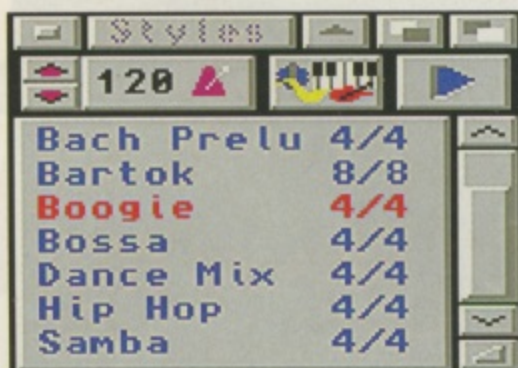 Styles
120
Bach Prelu 4/4
Bartok 8/8
Boogie 4/4
Bossa 4/4
Dance Mix 4/4
Hip Hop 4/4
Samba 4/4